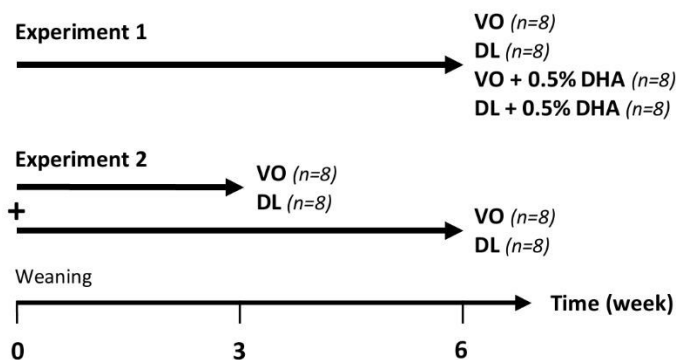 Experiment 1
VO (n=8)
DL (n=8)
VO + 0.5% DHA (n=8)
DL + 0.5% DHA (n=8)
Experiment 2
VO (n=8)
DL (n=8)
+
VO (n=8)
DL (n=8)
Weaning
Time (week)
0 3 6